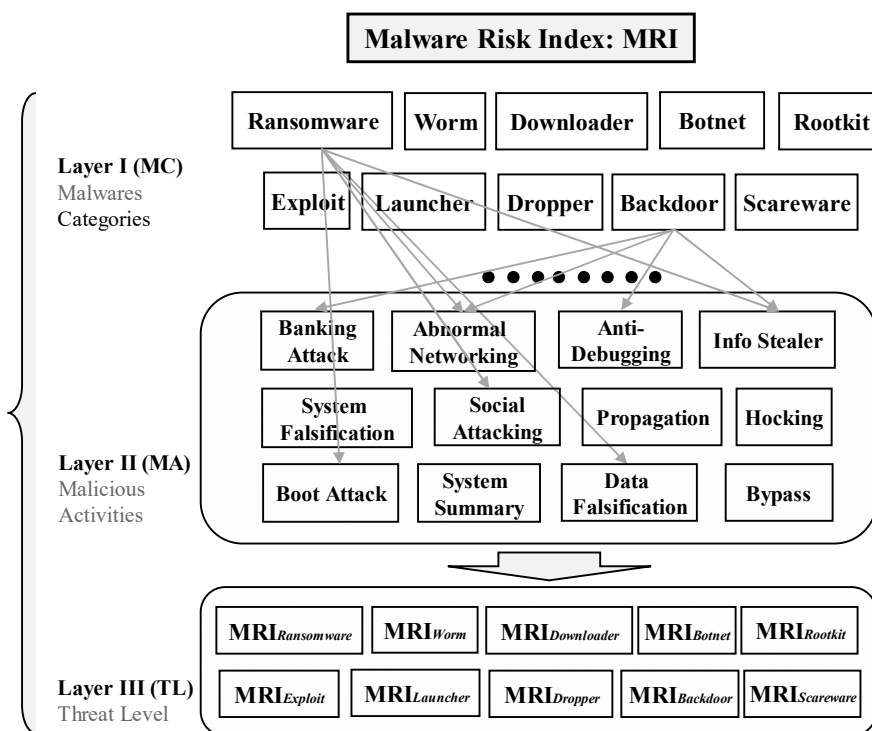 Malware Risk Index: MRI
Ransomware Worm Downloader Botnet Rootkit
Layer I (MC)
Malwares
Categories
Exploit Launcher Dropper Backdoor Scareware
Banking
Attack
Abnormal
Networking
Anti-
Debugging
Info Stealer
System
Falsification
Social
Attacking
Propagation
Hocking
Layer II (MA)
Malicious
Activities
Boot Attack
System
Summary
Data
Falsification
Bypass
MRIRansomware MRIWorm MRIDownloader MRIBotnet MRIRootkit
Layer III (TL)
Threat Level
MRIExploit MRILauncher MRIDropper MRIBackdoor MRIScareware